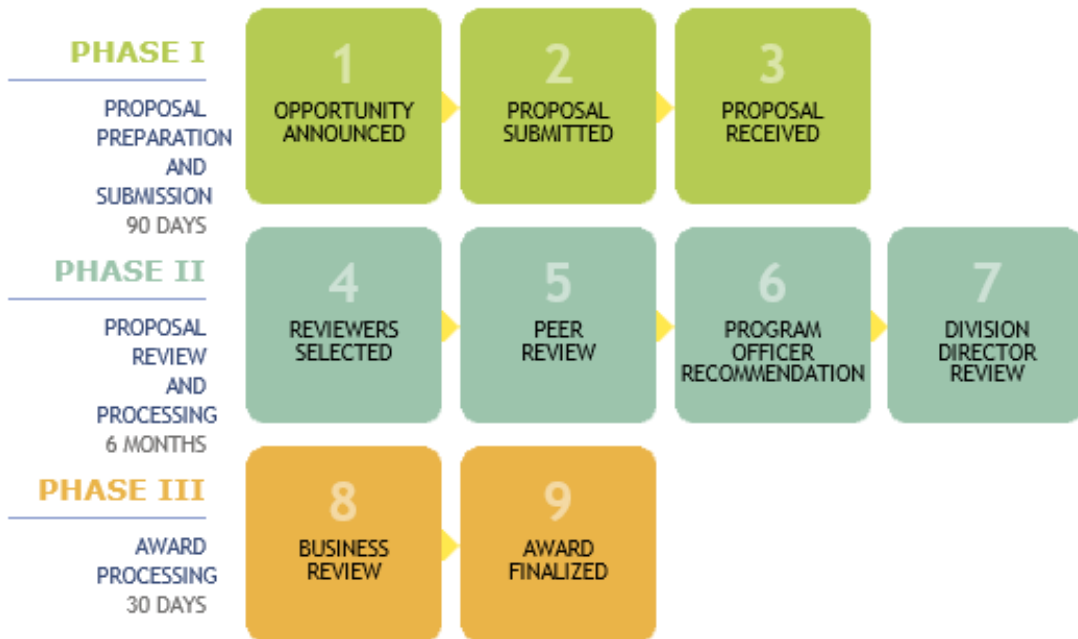 PHASE I
PROPOSAL
PREPARATION
AND
SUBMISSION
90 DAYS
1
OPPORTUNITY
ANNOUNCED
2
PROPOSAL
SUBMITTED
3
PROPOSAL
RECEIVED
PHASE II
PROPOSAL
REVIEW
AND
PROCESSING
6 MONTHS
4
REVIEWERS
SELECTED
5
PEER
REVIEW
6
PROGRAM
OFFICER
RECOMMENDATION
7
DIVISION
DIRECTOR
REVIEW
PHASE III
AWARD
PROCESSING
30 DAYS
8
BUSINESS
REVIEW
9
AWARD
FINALIZED